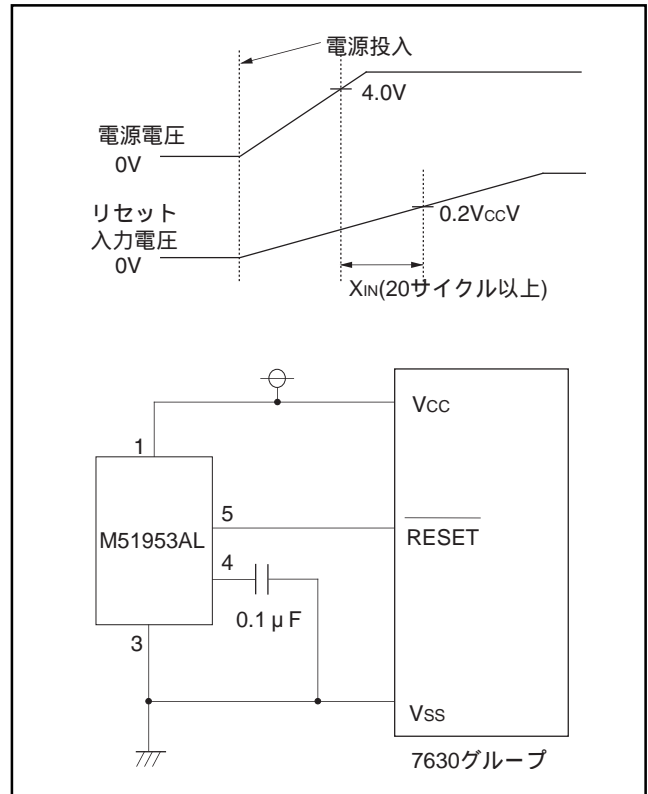 電源投入
4.0V
電源電圧
0V
リセット
入力電圧
0V
0.2VccV
XIN(20サイクル以上)
Vcc
1
5
RESET
M51953AL
4
0.1 μ F
3
Vss
7630グループ